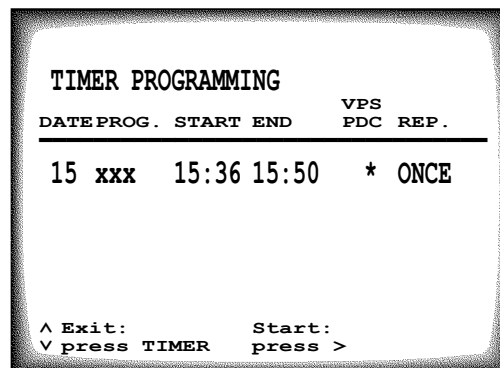 TIMER PROGRAMMING
VPS
DATE PROG. START END PDC REP.
15 xxx 15:36 15:50 * ONCE
^ Exit: Start:
v press TIMER press >